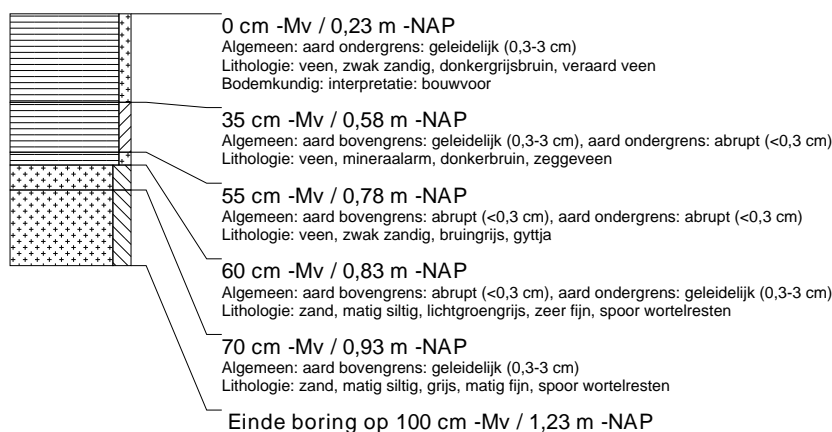 0 cm -Mv / 0,23 m -NAP
Algemeen: aard ondergrens: geleidelijk (0,3-3 cm)
Lithologie: veen, zwak zandig, donkergrijsbruin, veraard veen
Bodemkundig: interpretatie: bouwvoor
35 cm -Mv / 0,58 m -NAP
Algemeen: aard bovengrens: geleidelijk (0,3-3 cm), aard ondergrens: abrupt (<0,3 cm)
Lithologie: veen, mineraalarm, donkerbruin, zeggeveen
55 cm -Mv / 0,78 m -NAP
Algemeen: aard bovengrens: abrupt (<0,3 cm), aard ondergrens: abrupt (<0,3 cm)
Lithologie: veen, zwak zandig, bruingrijs, gyttja
60 cm -Mv / 0,83 m -NAP
Algemeen: aard bovengrens: abrupt (<0,3 cm), aard ondergrens: geleidelijk (0,3-3 cm)
Lithologie: zand, matig siltig, lichtgroengrijs, zeer fijn, spoor wortelresten
70 cm -Mv / 0,93 m -NAP
Algemeen: aard bovengrens: geleidelijk (0,3-3 cm)
Lithologie: zand, matig siltig, grijs, matig fijn, spoor wortelresten
Einde boring op 100 cm -Mv / 1,23 m -NAP